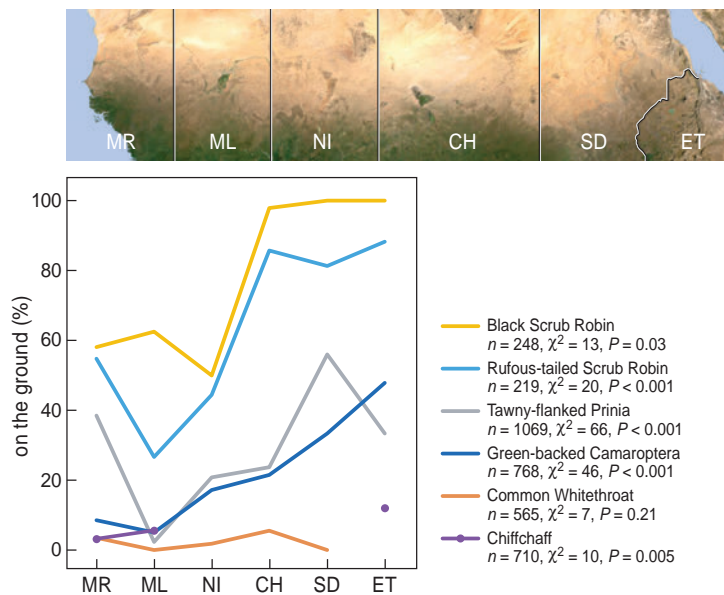 MR ML NI CH SD ET
on the ground (%)
100
80
60
40
20
0
MR ML NI CH SD ET
Black Scrub Robin
n = 248, χ² = 13, P = 0.03
Rufous-tailed Scrub Robin
n = 219, χ² = 20, P < 0.001
Tawny-flanked Prinia
n = 1069, χ² = 66, P < 0.001
Green-backed Camaroptera
n = 768, χ² = 46, P < 0.001
Common Whitethroat
n = 565, χ² = 7, P = 0.21
Chiffchaff
n = 710, χ² = 10, P = 0.005